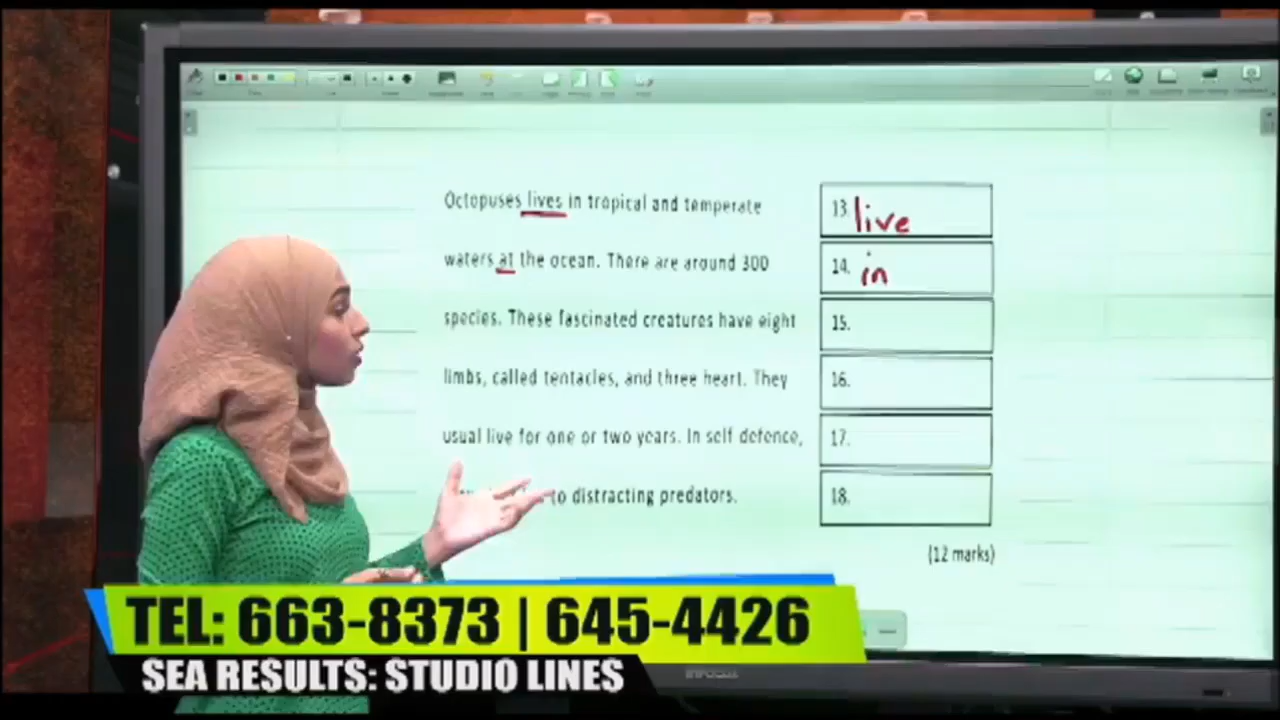 Octopuses lives in tropical and temperate
13. live
waters at the ocean. There are around 300
14. in
species. These fascinated creatures have eight
15.
limbs, called tentacles, and three heart. They
16.
usual live for one or two years. In self defence,
17.
to distracting predators.
18.
(12 marks)
TEL: 663-8373 | 645-4426
SEA RESULTS: STUDIO LINES
INFOCUS